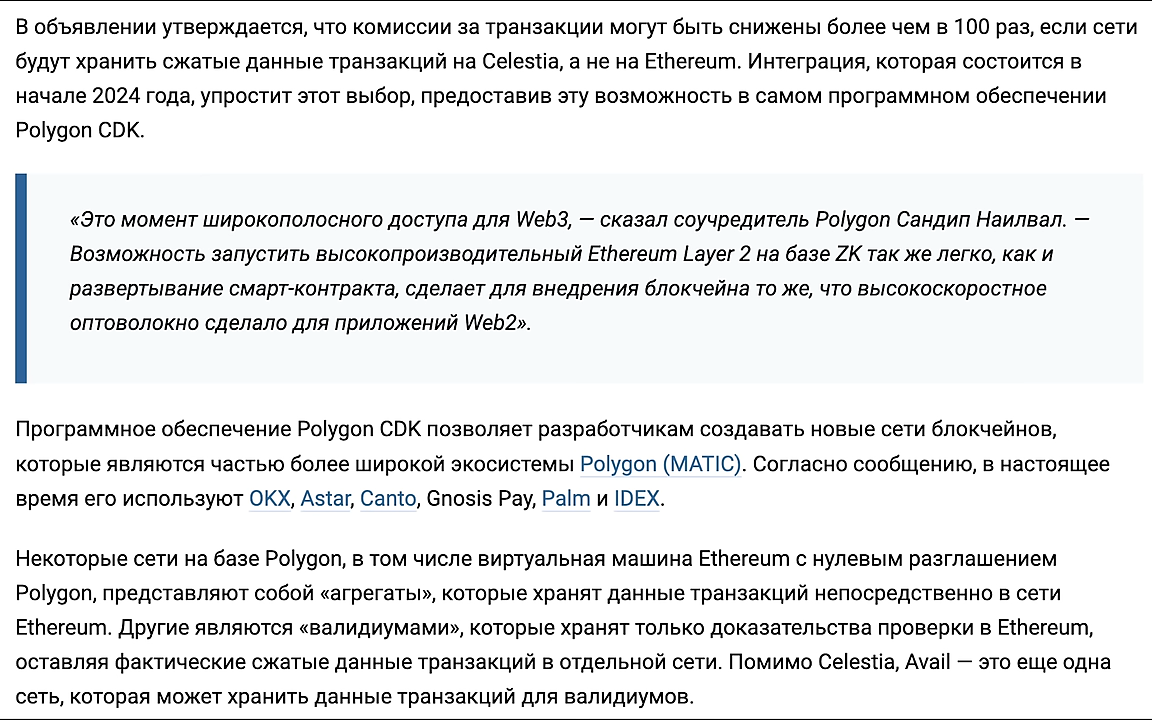 В объявлении утверждается, что комиссии за транзакции могут быть снижены более чем в 100 раз, если сети
будут хранить сжатые данные транзакций на Celestia, а не на Ethereum. Интеграция, которая состоится в
начале 2024 года, упростит этот выбор, предоставив эту возможность в самом программном обеспечении
Polygon CDK.
«Это момент широкополосного доступа для Web3, — сказал соучредитель Polygon Сандип Наилвал. —
Возможность запустить высокопроизводительный Ethereum Layer 2 на базе ZK так же легко, как и
развертывание смарт-контракта, сделает для внедрения блокчейна то же, что высокоскоростное
оптоволокно сделало для приложений Web2».
Программное обеспечение Polygon CDK позволяет разработчикам создавать новые сети блокчейнов,
которые являются частью более широкой экосистемы Polygon (MATIC). Согласно сообщению, в настоящее
время его используют OKX, Astar, Canto, Gnosis Pay, Palm и IDEX.
Некоторые сети на базе Polygon, в том числе виртуальная машина Ethereum с нулевым разглашением
Polygon, представляют собой «агрегаты», которые хранят данные транзакций непосредственно в сети
Ethereum. Другие являются «валидиумами», которые хранят только доказательства проверки в Ethereum,
оставляя фактические сжатые данные транзакций в отдельной сети. Помимо Celestia, Avail — это еще одна
сеть, которая может хранить данные транзакций для валидиумов.